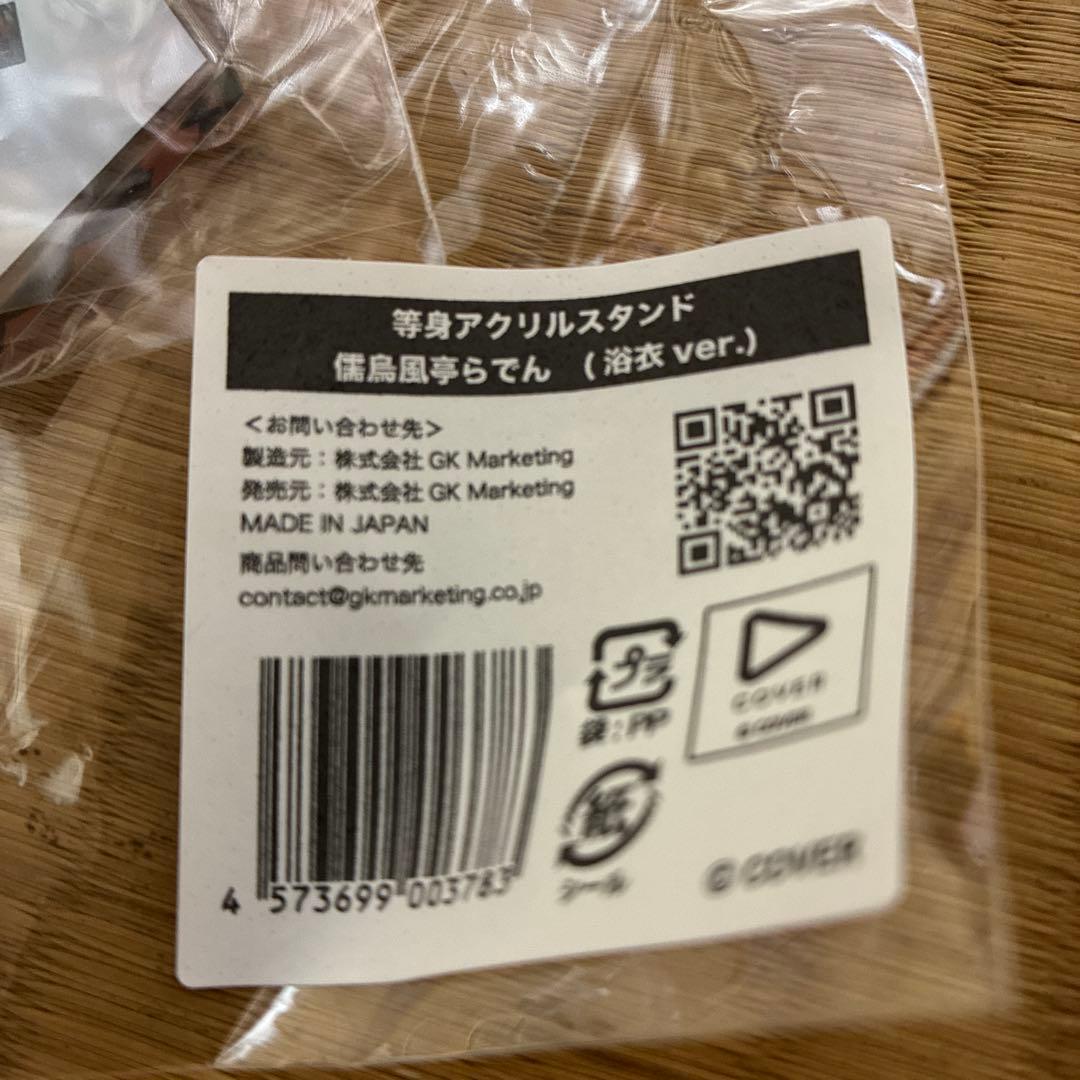 等身アクリルスタンド
儒烏風亭らでん (浴衣 ver.)
<お問い合わせ先>
製造元：株式会社 GK Marketing
発売元：株式会社 GK Marketing
MADE IN JAPAN
商品問い合わせ先
contact@gkmarketing.co.jp
プラ
袋：PP
COVER
© COVER
紙
シール
4 573699 003783
© COVER